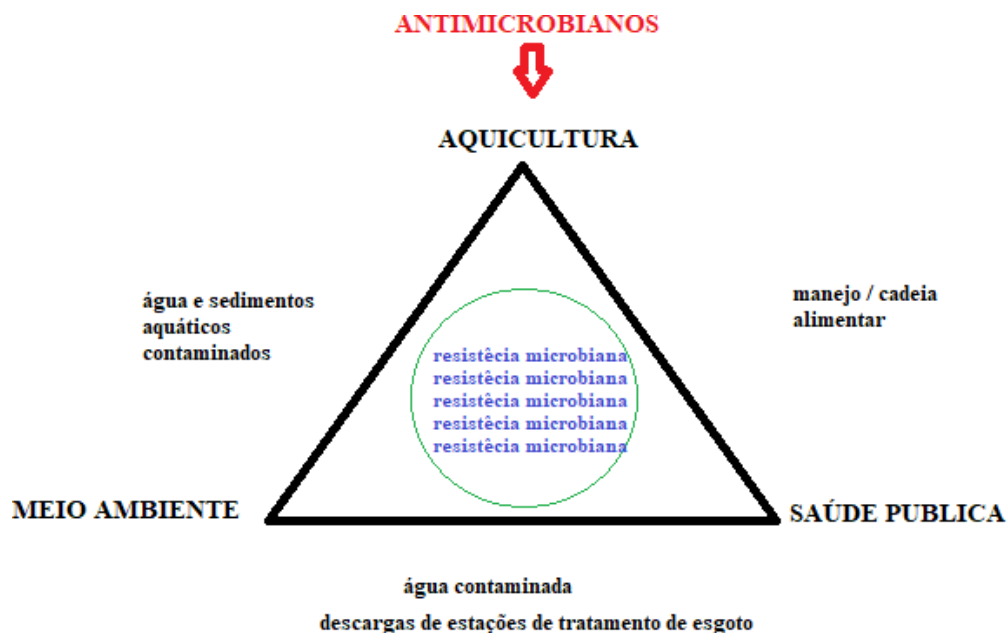 ANTIMICROBIANOS
AQUICULTURA
água e sedimentos
aquáticos
contaminados
manejo / cadeia
alimentar
resistêcia microbiana
resistêcia microbiana
resistêcia microbiana
resistêcia microbiana
resistêcia microbiana
MEIO AMBIENTE
SAÚDE PUBLICA
água contaminada
descargas de estações de tratamento de esgoto